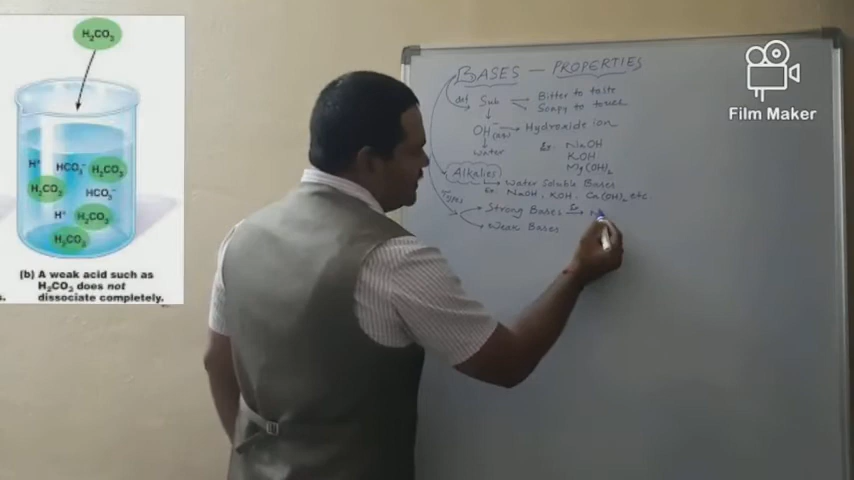 H₂CO₃
H⁺ HCO₃⁻ H₂CO₃
H₂CO₃ HCO₃⁻
H⁺ H₂CO₃
H₂CO₃
(b) A weak acid such as
s. H₂CO₃ does not
dissociate completely.
BASES — PROPERTIES
def Sub Bitter to taste
Soapy to touch
OH⁻(aq) → Hydroxide ion
water Ex. NaOH
KOH
Mg(OH)₂
Alkalies
Water Soluble Bases
Ex. NaOH, KOH, Ca(OH)₂ etc.
Types
Strong Bases Ex N
Weak Bases
Film Maker